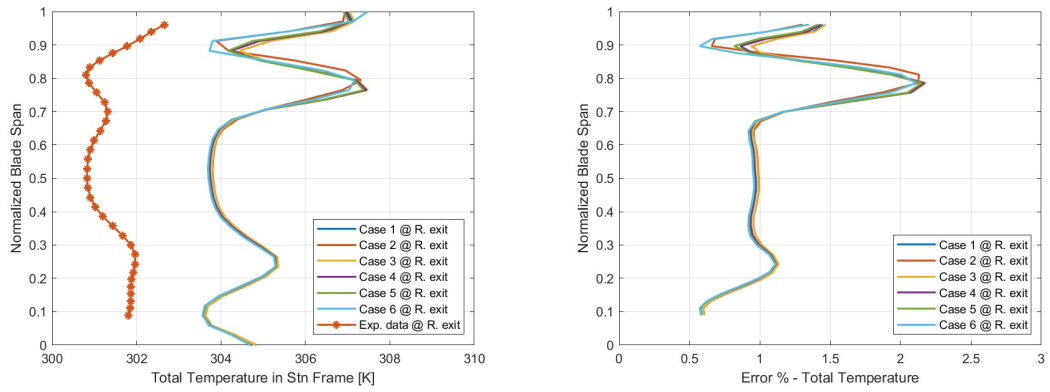 1
0.9
0.8
0.7
0.6
0.5
0.4
0.3
0.2
0.1
0
Normalized Blade Span
300
302
304
306
308
310
Total Temperature in Stn Frame [K]
Case 1 @ R. exit
Case 2 @ R. exit
Case 3 @ R. exit
Case 4 @ R. exit
Case 5 @ R. exit
Case 6 @ R. exit
Exp. data @ R. exit
1
0.9
0.8
0.7
0.6
0.5
0.4
0.3
0.2
0.1
0
Normalized Blade Span
0
0.5
1
1.5
2
2.5
3
Error % - Total Temperature
Case 1 @ R. exit
Case 2 @ R. exit
Case 3 @ R. exit
Case 4 @ R. exit
Case 5 @ R. exit
Case 6 @ R. exit